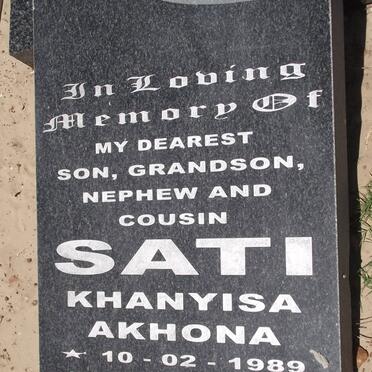 In Loving
Memory Of
MY DEAREST
SON, GRANDSON,
NEPHEW AND
COUSIN
SATI
KHANYISA
AKHONA
★ 10 - 02 - 1989